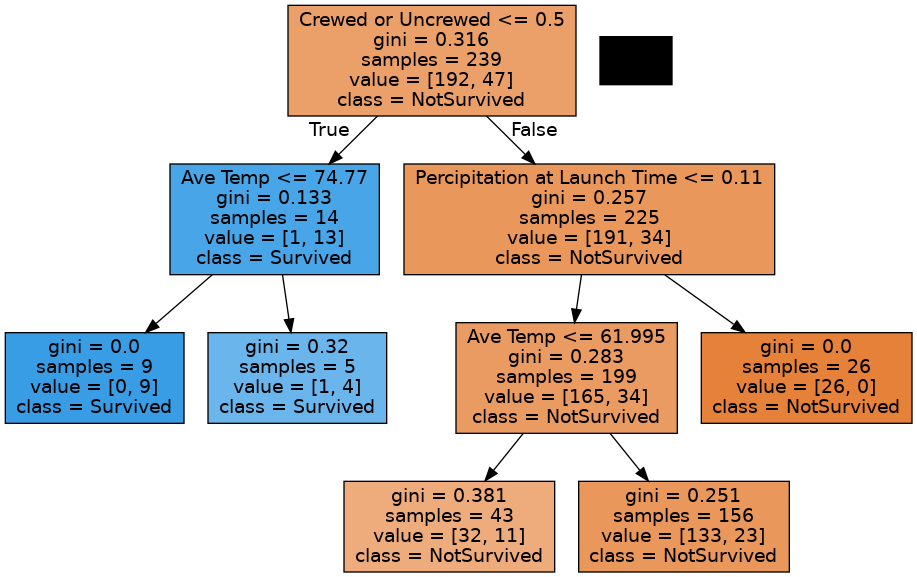 Crewed or Uncrewed <= 0.5
gini = 0.316
samples = 239
value = [192, 47]
class = NotSurvived
True
False
Ave Temp <= 74.77
gini = 0.133
samples = 14
value = [1, 13]
class = Survived
Percipitation at Launch Time <= 0.11
gini = 0.257
samples = 225
value = [191, 34]
class = NotSurvived
gini = 0.0
samples = 9
value = [0, 9]
class = Survived
gini = 0.32
samples = 5
value = [1, 4]
class = Survived
Ave Temp <= 61.995
gini = 0.283
samples = 199
value = [165, 34]
class = NotSurvived
gini = 0.0
samples = 26
value = [26, 0]
class = NotSurvived
gini = 0.381
samples = 43
value = [32, 11]
class = NotSurvived
gini = 0.251
samples = 156
value = [133, 23]
class = NotSurvived